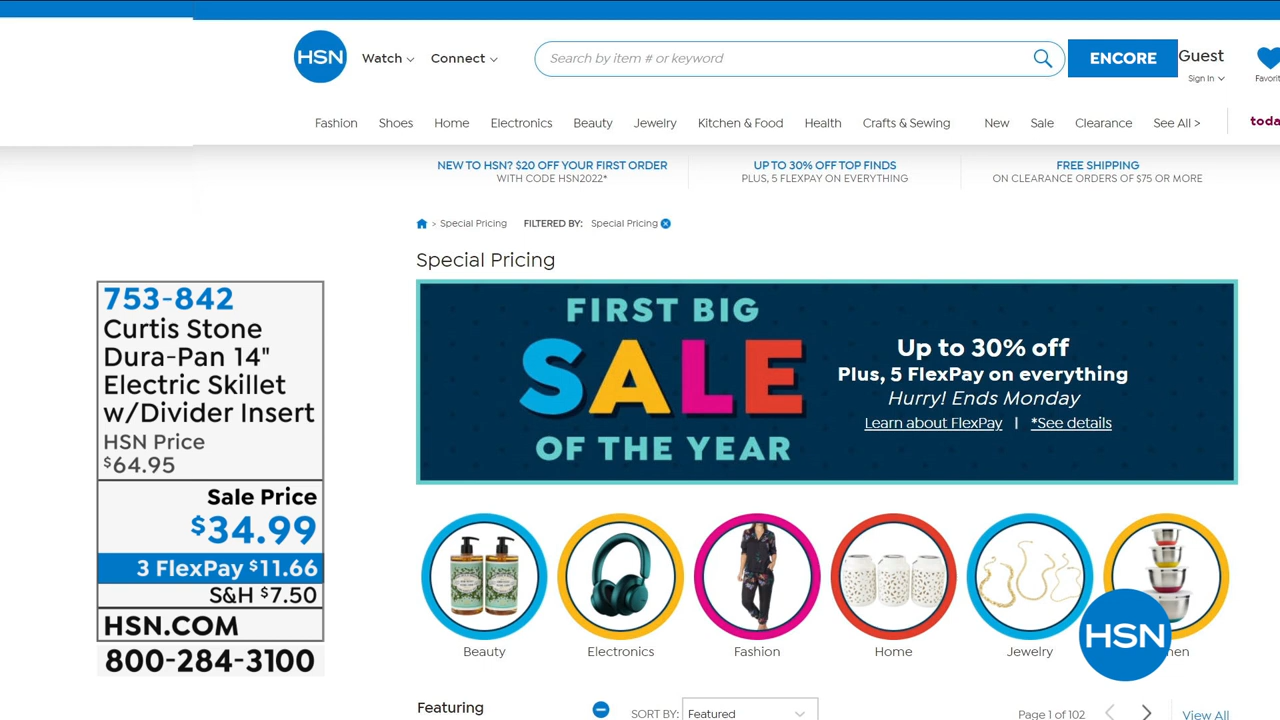 HSN
Watch
Connect
Search by item # or keyword
ENCORE
Guest
Sign In
Fashion
Shoes
Home
Electronics
Beauty
Jewelry
Kitchen & Food
Health
Crafts & Sewing
New
Sale
Clearance
See All >
NEW TO HSN? $20 OFF YOUR FIRST ORDER
WITH CODE HSN2022*
UP TO 30% OFF TOP FINDS
PLUS, 5 FLEXPAY ON EVERYTHING
FREE SHIPPING
ON CLEARANCE ORDERS OF $75 OR MORE
> Special Pricing
FILTERED BY: Special Pricing
Special Pricing
753-842
Curtis Stone
Dura-Pan 14"
Electric Skillet
w/Divider Insert
HSN Price
$64.95
Sale Price
$34.99
3 FlexPay $11.66
S&H $7.50
HSN.COM
800-284-3100
FIRST BIG
SALE
OF THE YEAR
Up to 30% off
Plus, 5 FlexPay on everything
Hurry! Ends Monday
Learn about FlexPay | *See details
Beauty
Electronics
Fashion
Home
Jewelry
HSN
Featuring
SORT BY: Featured
Page 1 of 102
View All